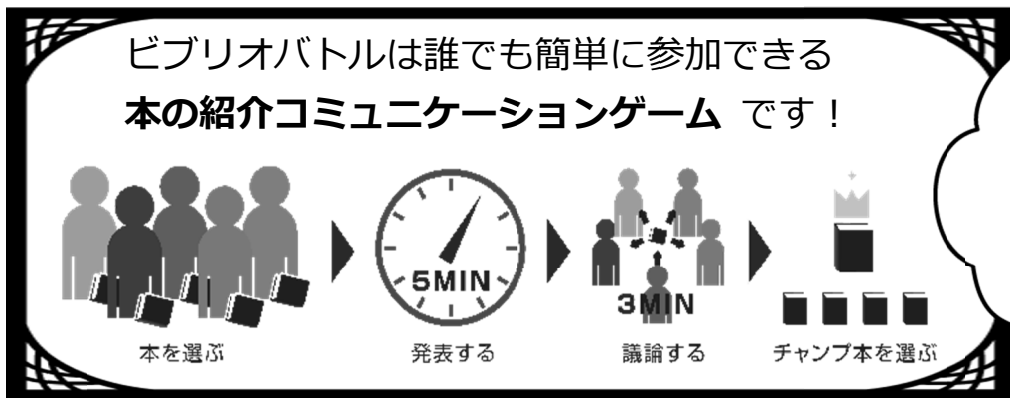 ビブリオバトルは誰でも簡単に参加できる
本の紹介コミュニケーションゲーム です！
5MIN
3MIN
本を選ぶ
発表する
議論する
チャンプ本を選ぶ